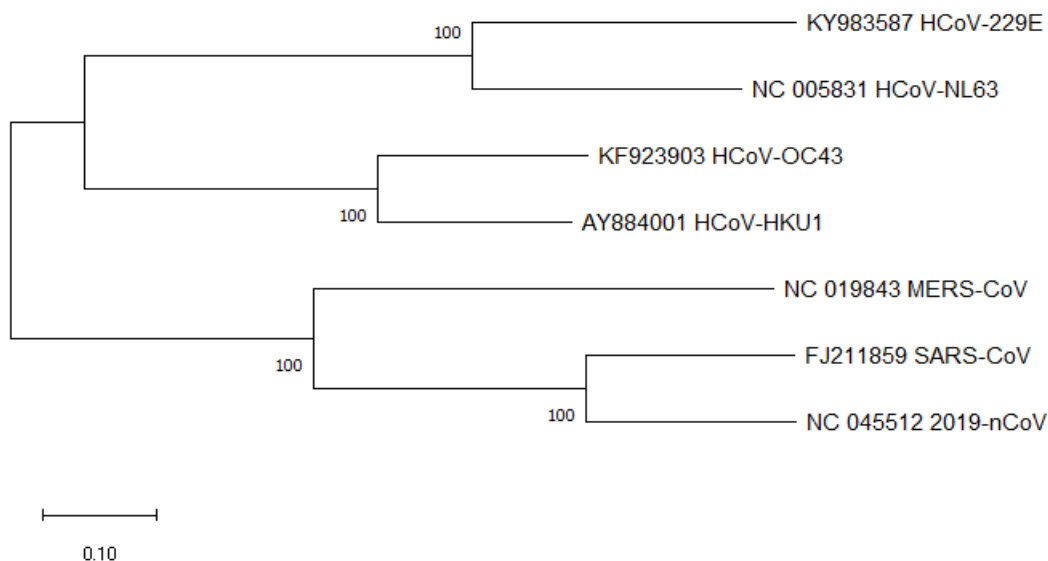 KY983587 HCoV-229E
100
NC 005831 HCoV-NL63
KF923903 HCoV-OC43
100
AY884001 HCoV-HKU1
NC 019843 MERS-CoV
100
FJ211859 SARS-CoV
100
NC 045512 2019-nCoV
0.10